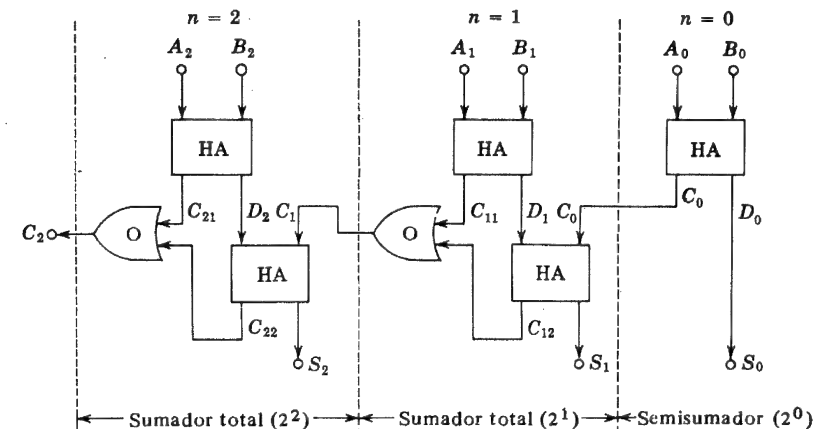 n = 2 n = 1 n = 0
A₂ B₂ A₁ B₁ A₀ B₀
HA HA HA
C₂₁ D₂ C₁ C₁₁ D₁ C₀ C₀ D₀
C₂ O O
HA HA
C₂₂ C₁₂
S₂ S₁ S₀
Sumador total (2²) Sumador total (2¹) Semisumador (2⁰)